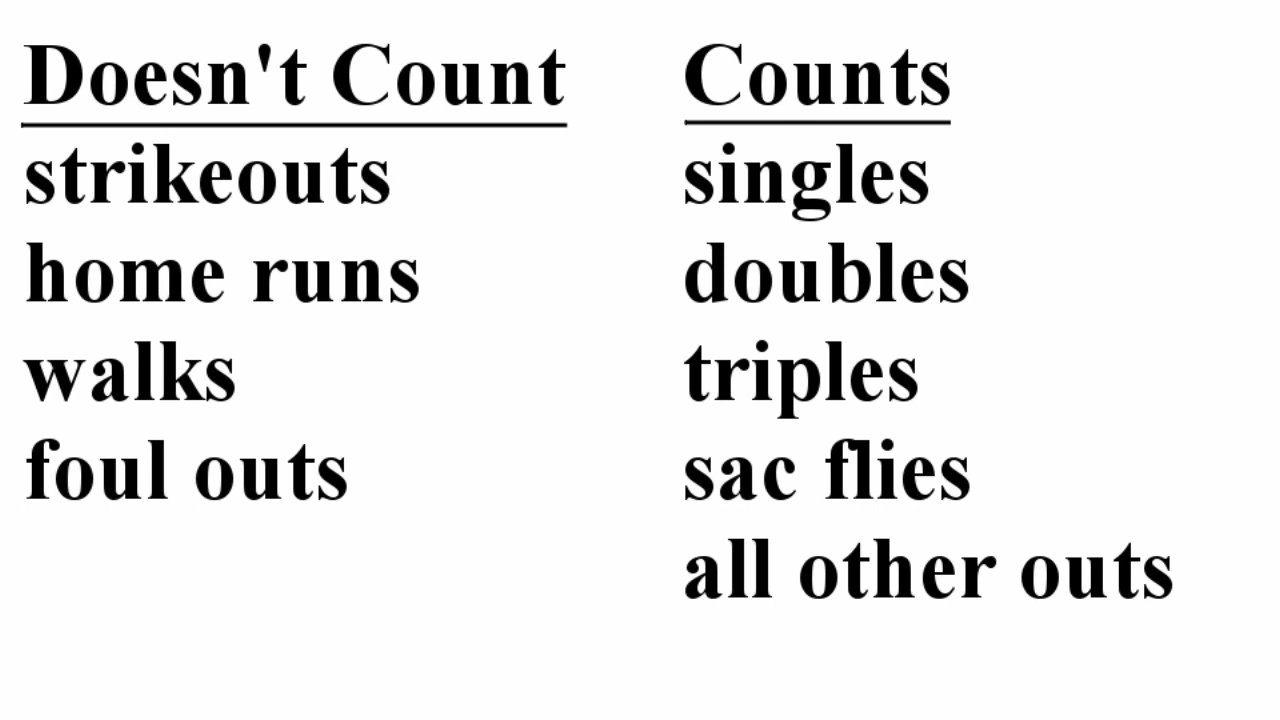 Doesn't Count
strikeouts
home runs
walks
foul outs
Counts
singles
doubles
triples
sac flies
all other outs